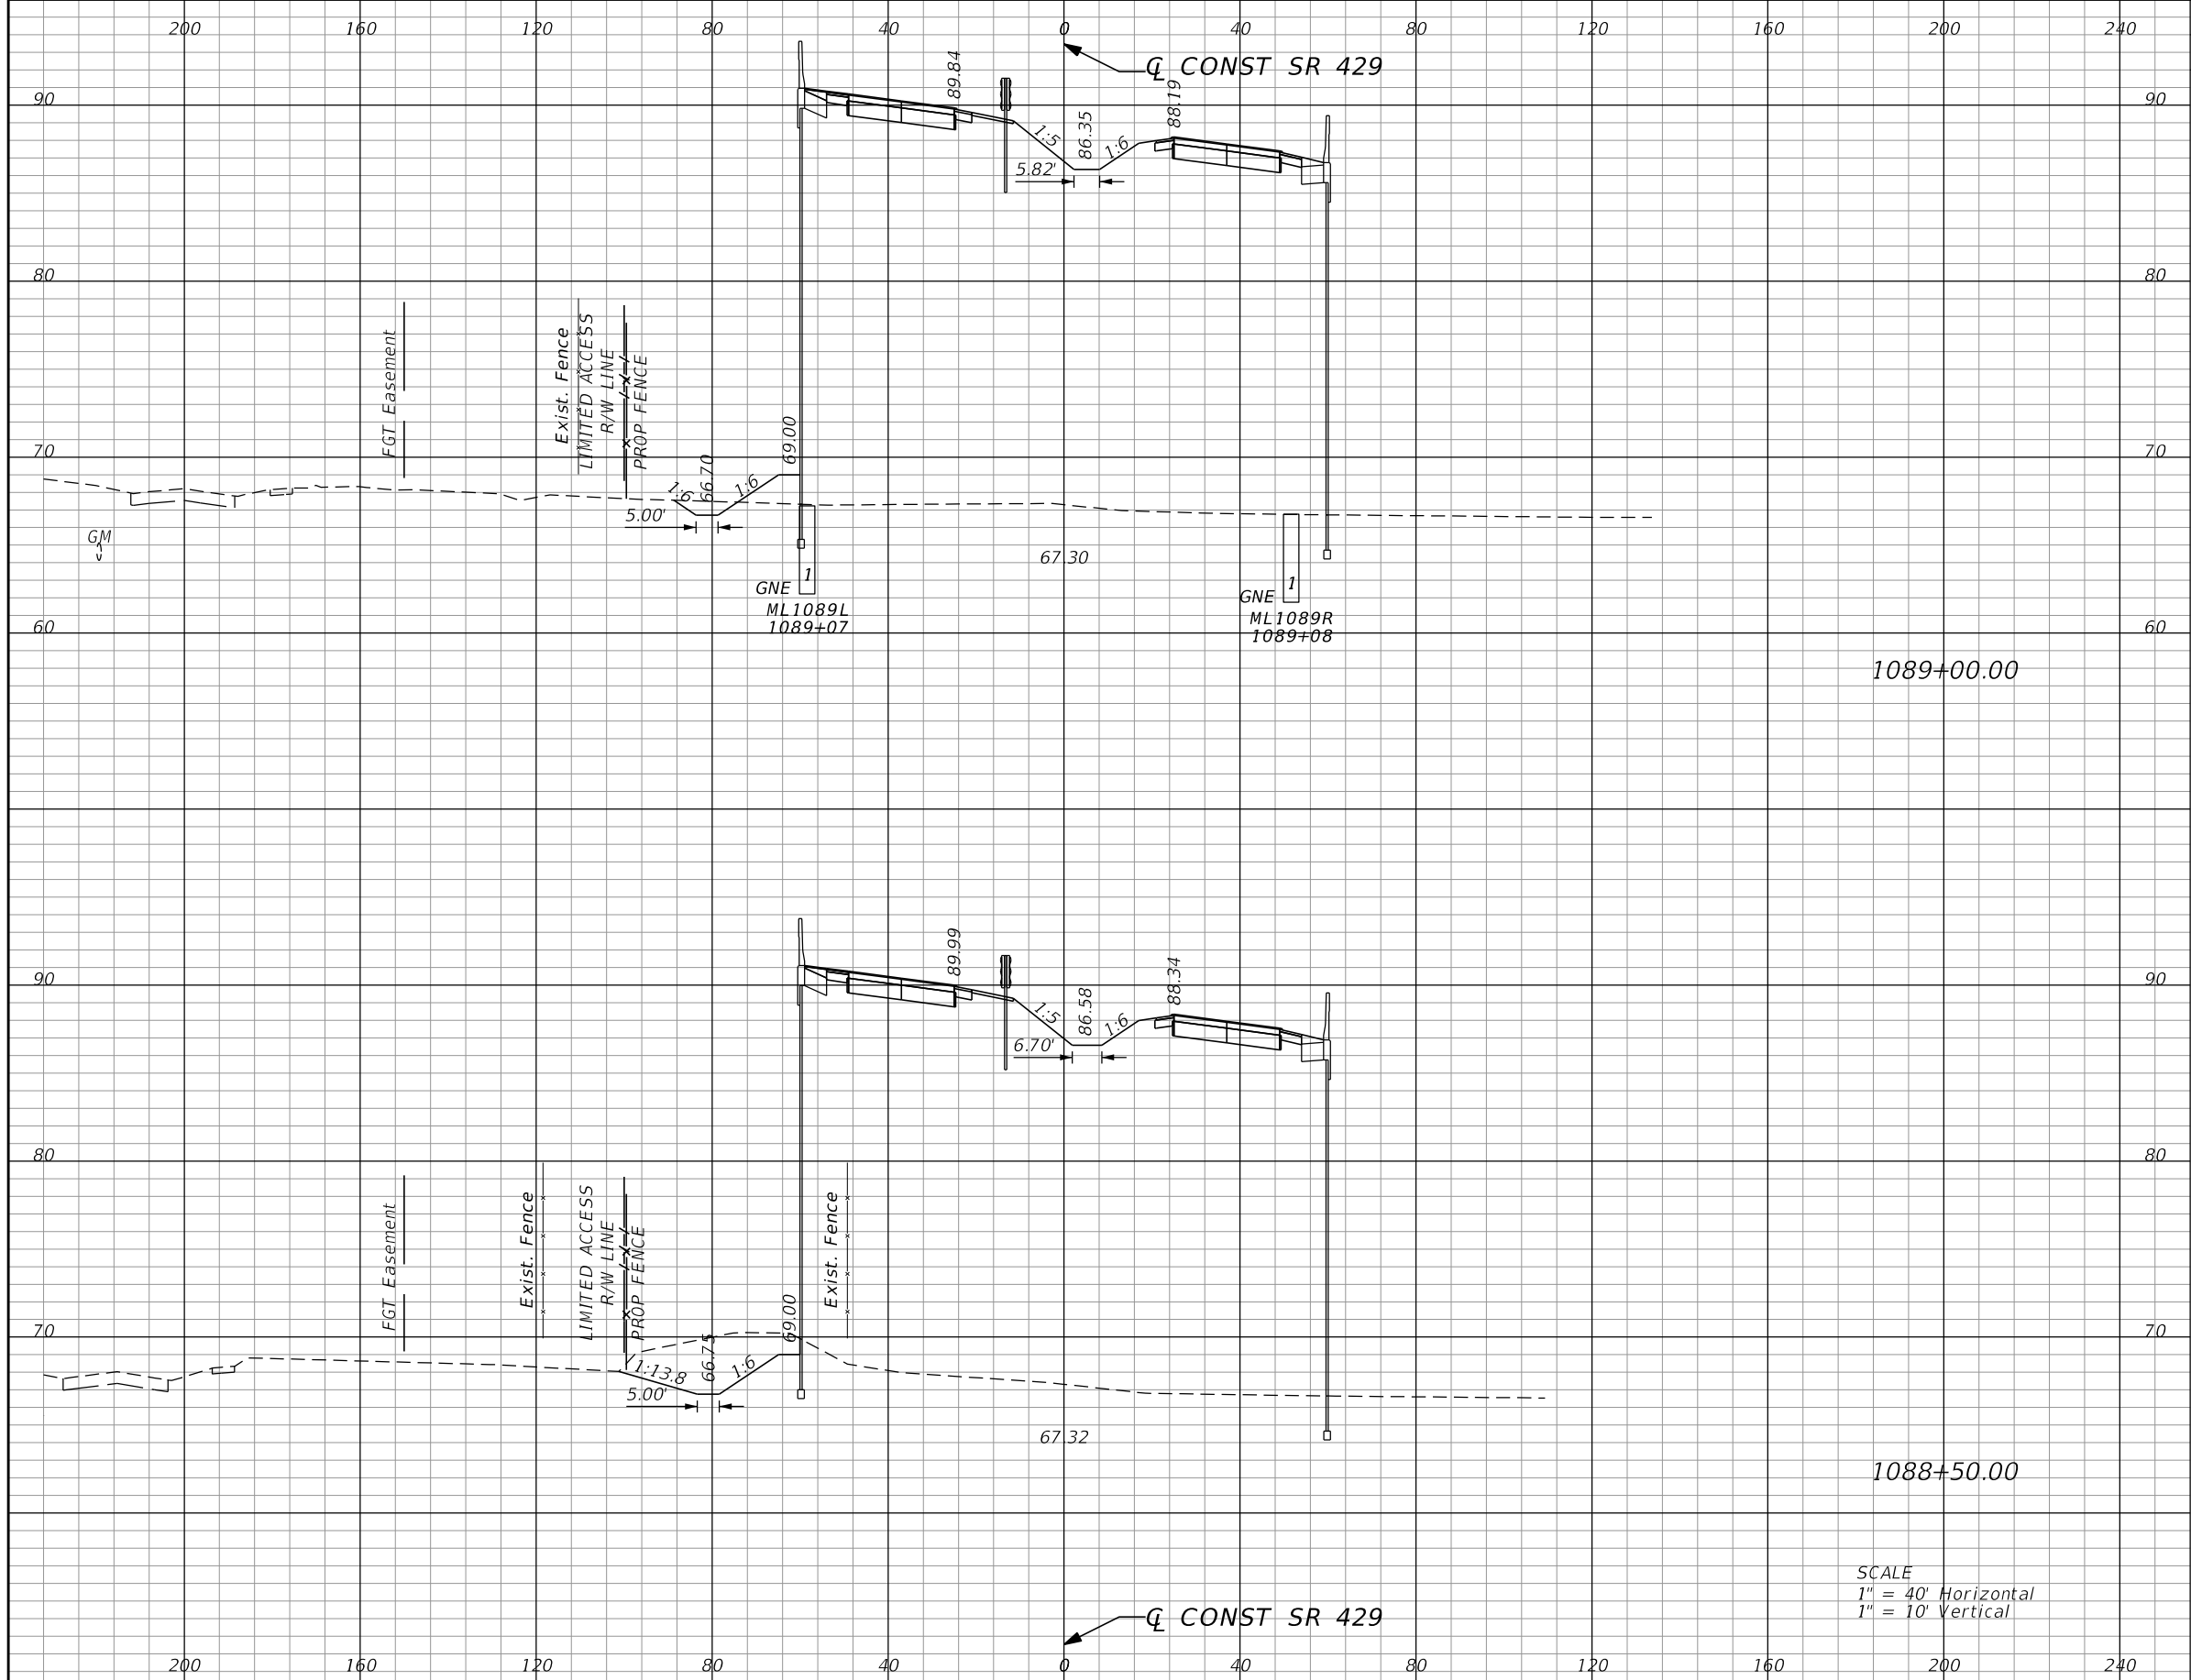 200 160 120 80 40 0 40 80 120 160 200 240
℄ CONST SR 429
89.84
88.19
90 90
86.35
1:5
1:6
5.82'
80 80
FGT Easement
Exist. Fence
LIMITED ACCESS
R/W LINE
PROP FENCE
69.00
70 70
66.70
1:6
1:6
5.00'
GM
67.30
1
GNE
ML1089L
1089+07
1
GNE
ML1089R
1089+08
60 60
1089+00.00
89.99
88.34
90 90
86.58
1:5
1:6
6.70'
80 80
FGT Easement
Exist. Fence
LIMITED ACCESS
R/W LINE
PROP FENCE
Exist. Fence
69.00
70 70
66.75
1:13.8
1:6
5.00'
67.32
1088+50.00
SCALE
1" = 40' Horizontal
1" = 10' Vertical
℄ CONST SR 429
200 160 120 80 40 0 40 80 120 160 200 240